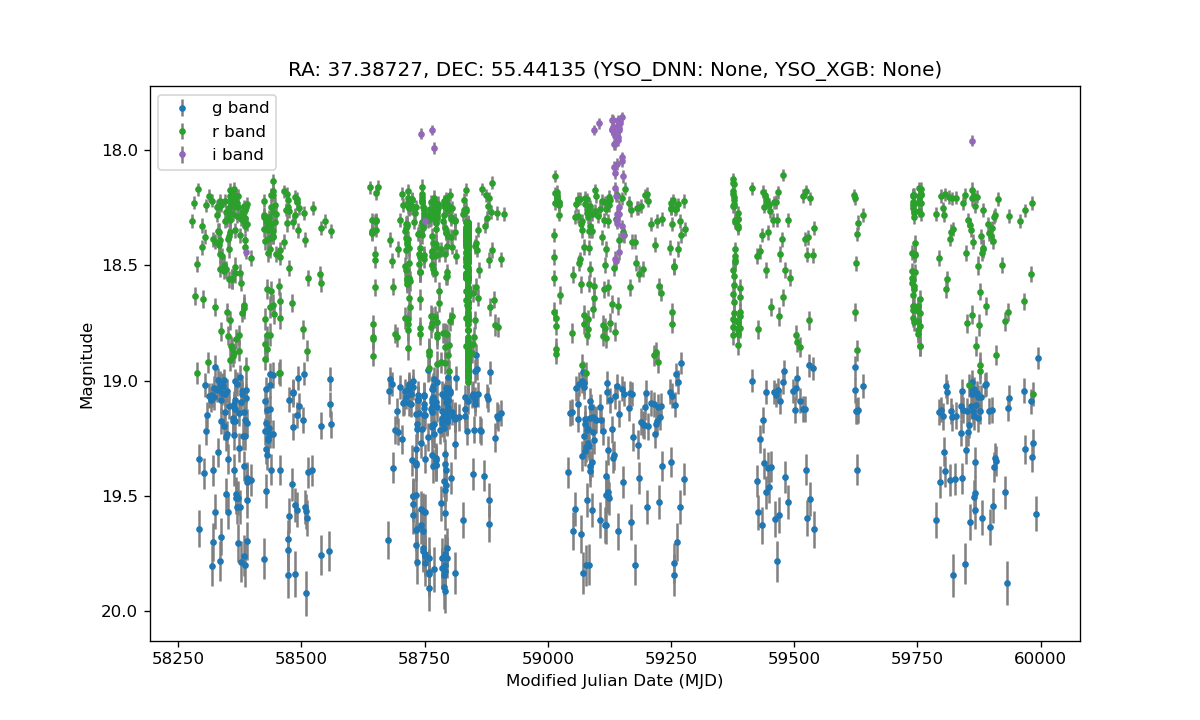 RA: 37.38727, DEC: 55.44135 (YSO_DNN: None, YSO_XGB: None)
g band
r band
i band
18.0
18.5
19.0
19.5
20.0
Magnitude
58250 58500 58750 59000 59250 59500 59750 60000
Modified Julian Date (MJD)